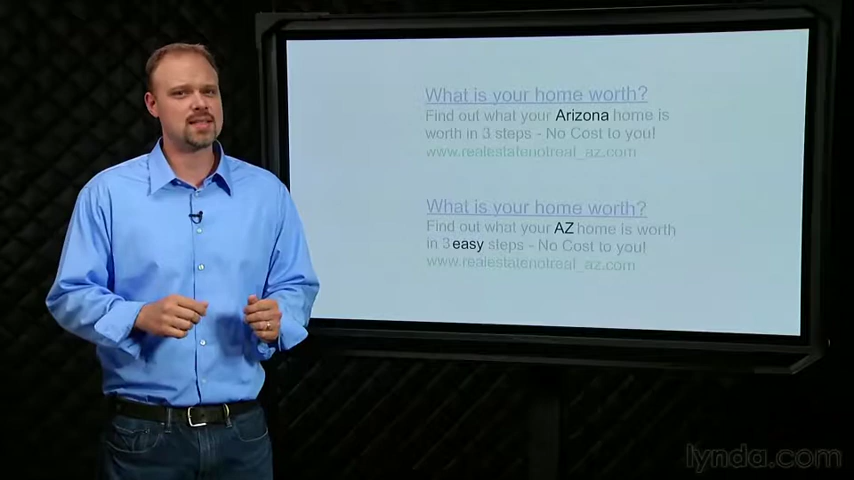 What is your home worth?
Find out what your Arizona home is
worth in 3 steps - No Cost to you!
www.realestatenotreal_az.com
What is your home worth?
Find out what your AZ home is worth
in 3 easy steps - No Cost to you!
www.realestatenotreal_az.com
lynda.com